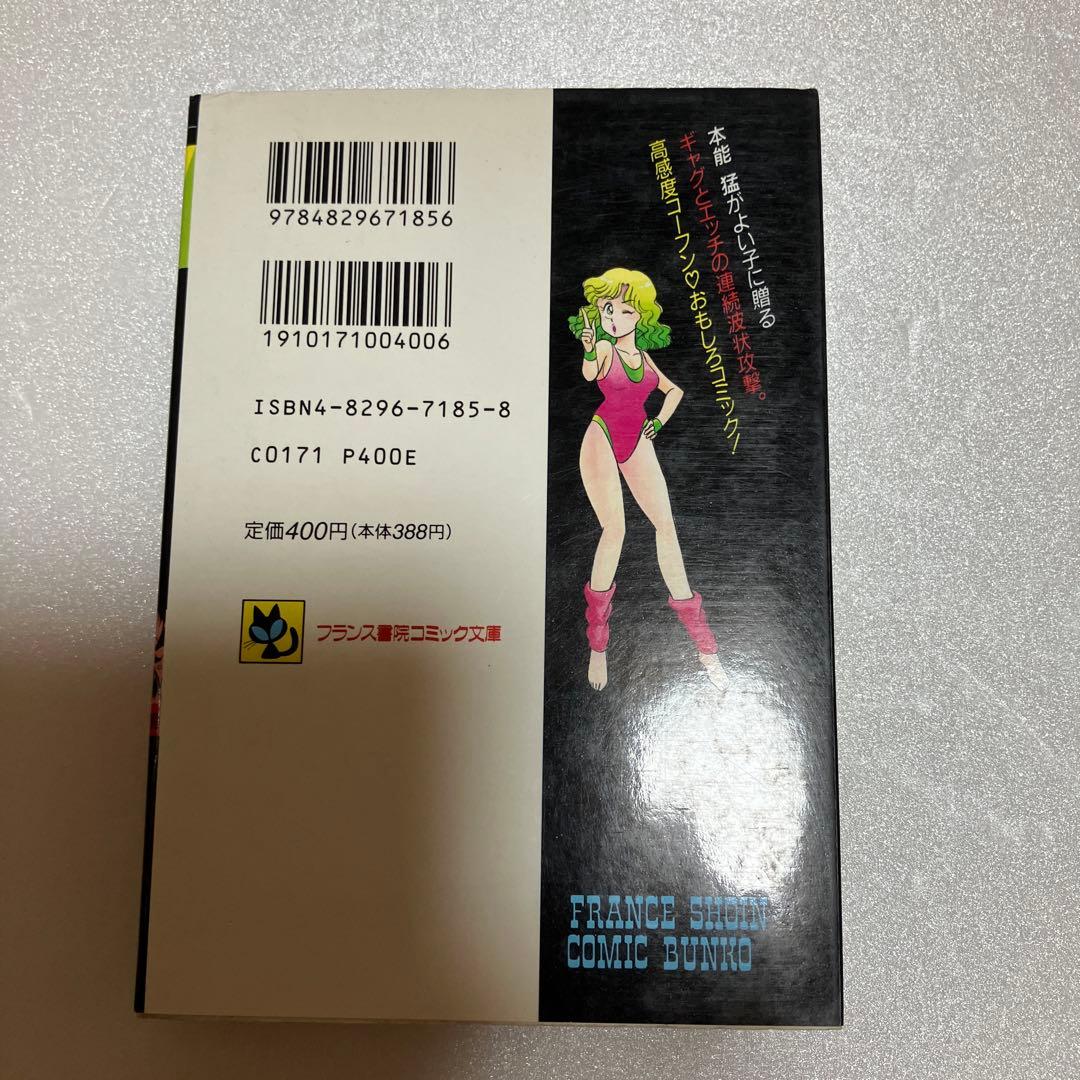 9784829671856
1910171004006
ISBN4-8296-7185-8
C0171 P400E
定価400円(本体388円)
フランス書院コミック文庫
本能 猛がよい子に贈る
ギャグとエッチの連続波状攻撃。
高感度コーフン♡おもしろコミック!
FRANCE SHOIN
COMIC BUNKO